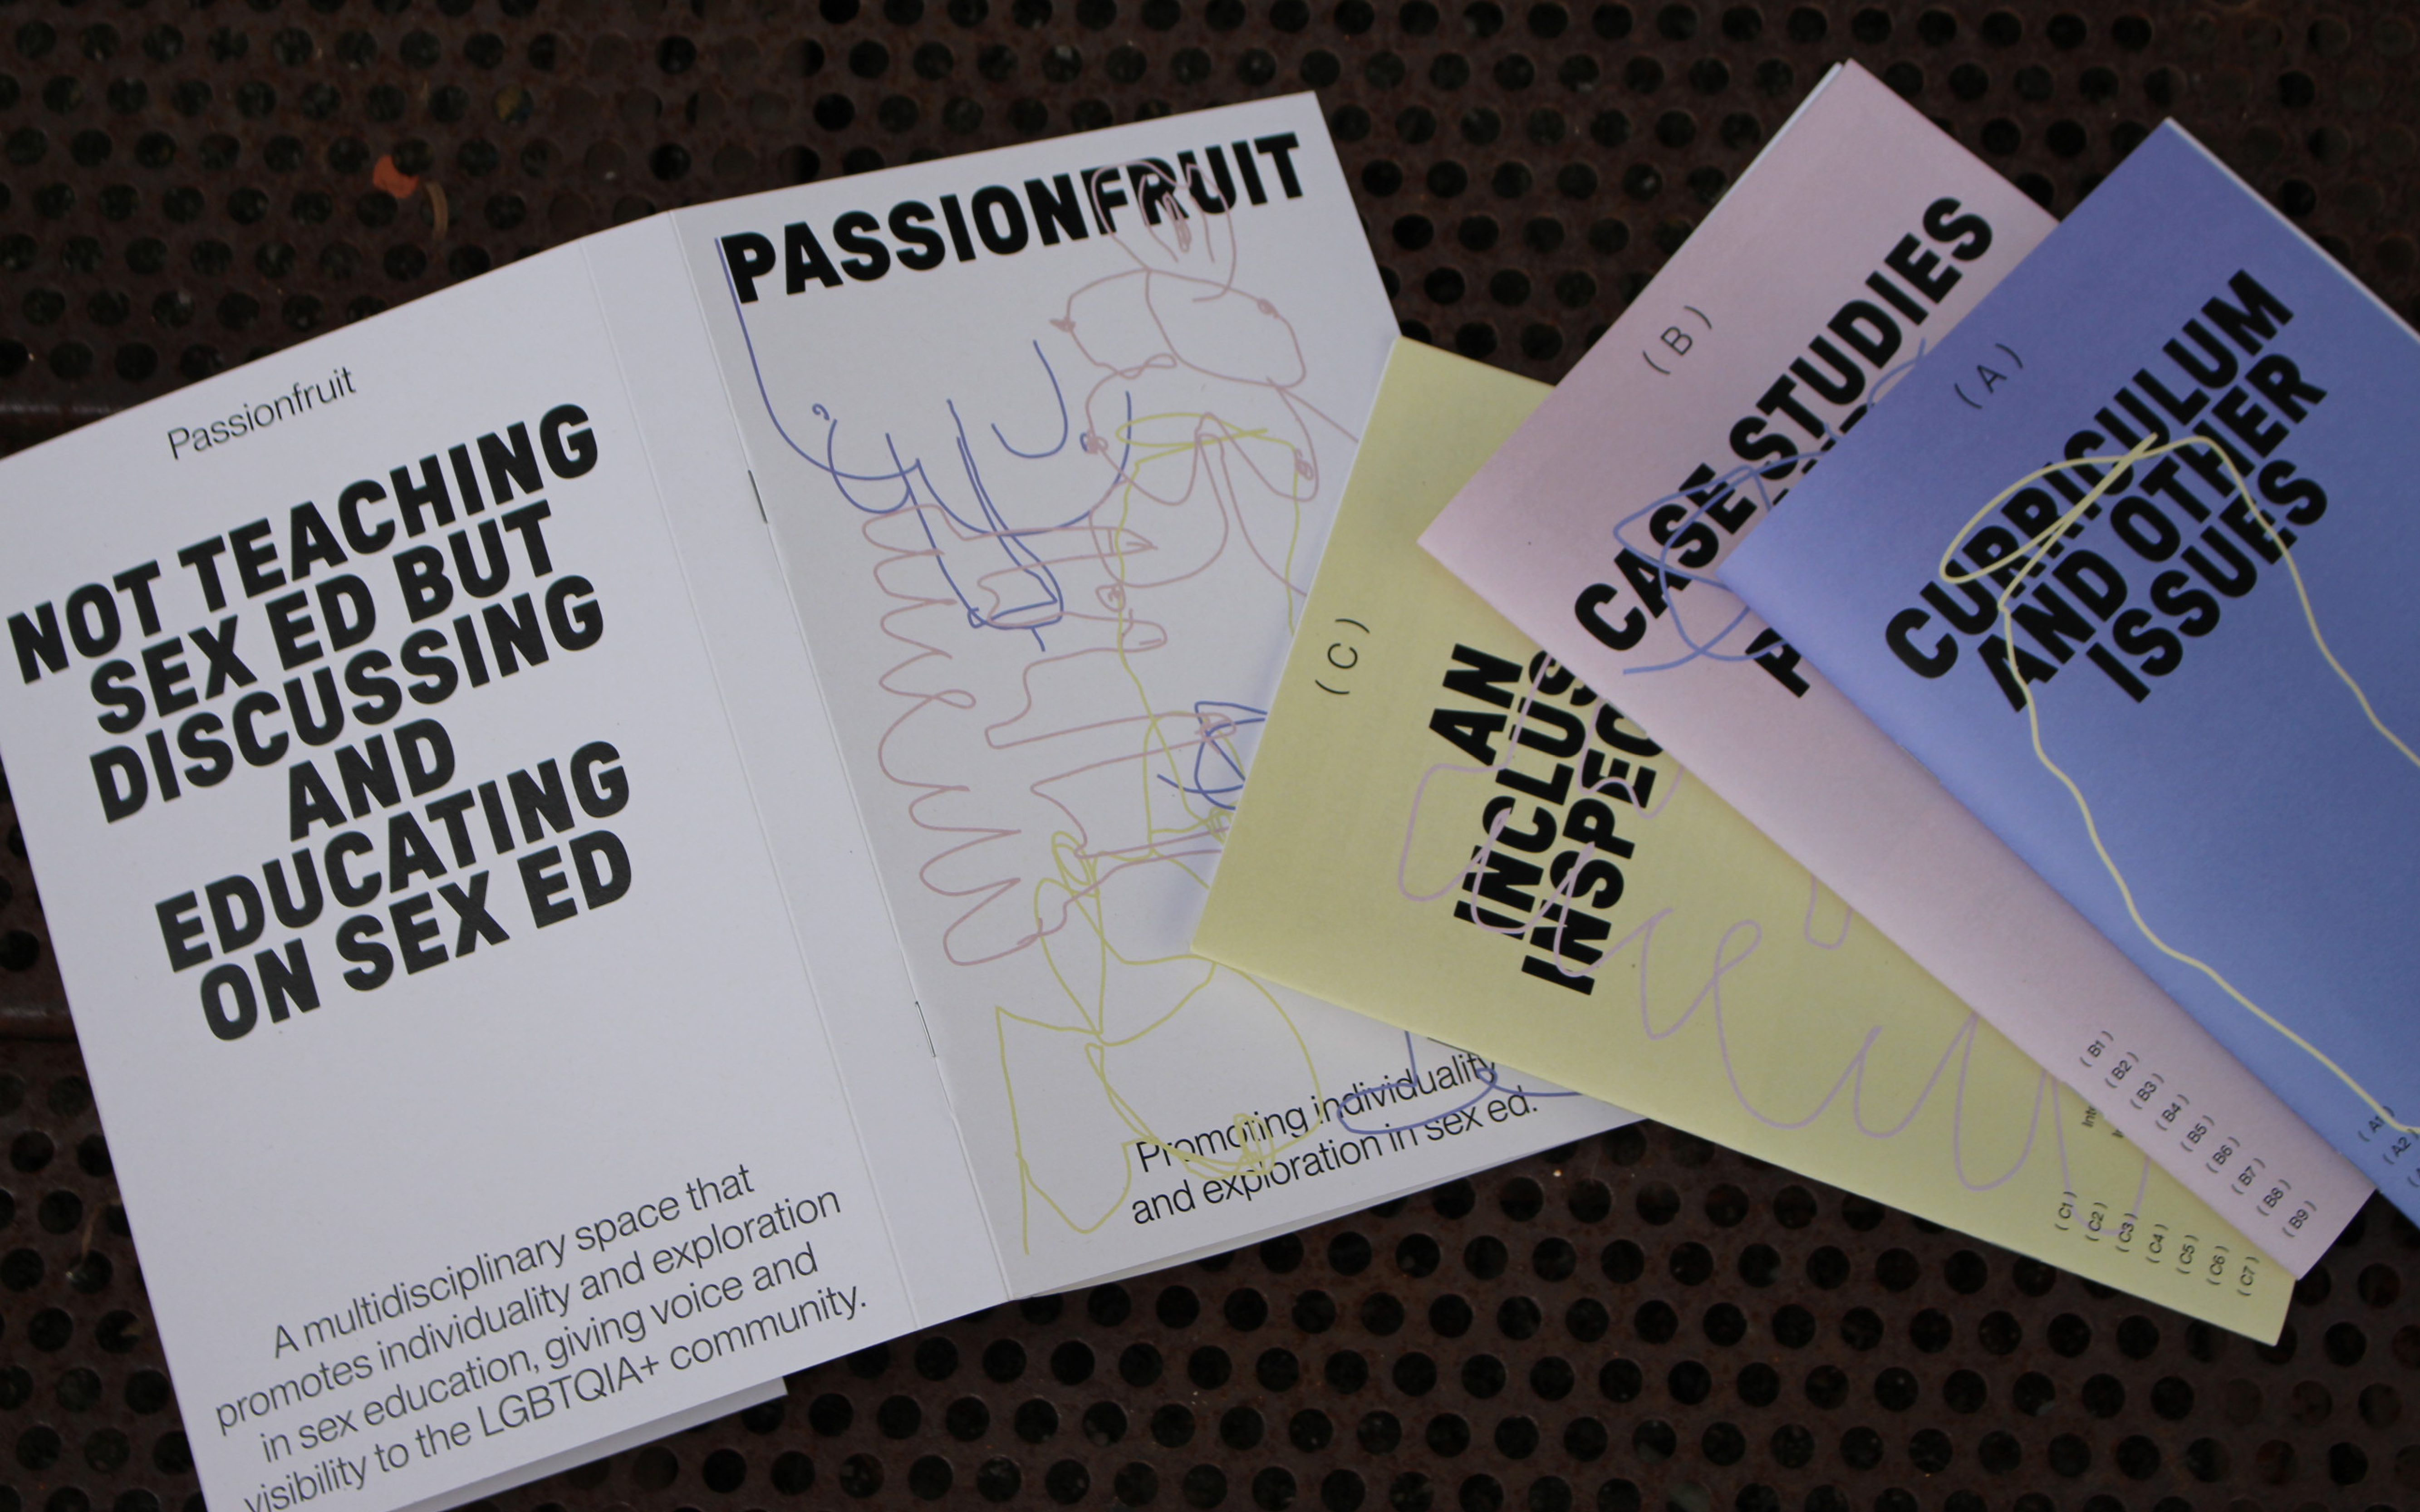 Passionfruit
NOT TEACHING
SEX ED BUT
DISCUSSING
AND
EDUCATING
ON SEX ED
A multidisciplinary space that
promotes individuality and exploration
in sex education, giving voice and
visibility to the LGBTQIA+ community.
PASSIONFRUIT
Promoting individuality
and exploration in sex ed.
( C )
AN
INCLUS
INSPEC
( C1 )
( C2 )
( C3 )
( C4 )
( C5 )
( C6 )
( C7 )
( B )
CASE STUDIES
P
( B1 )
( B2 )
( B3 )
( B4 )
( B5 )
( B6 )
( B7 )
( B8 )
( B9 )
( A )
CURRICULUM
AND OTHER
ISSUES
( A1
( A2